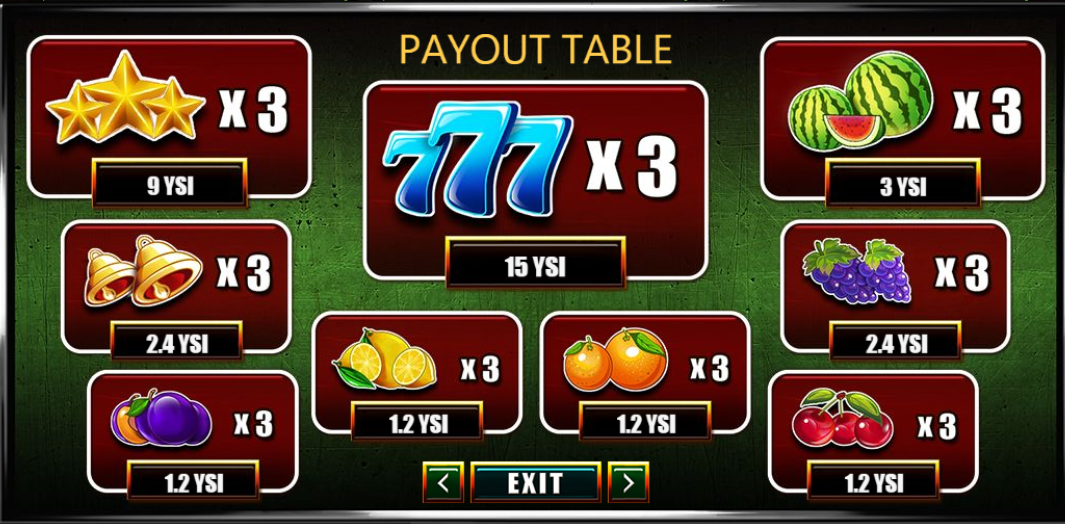 PAYOUT TABLE
X 3
9 YSI
777 X 3
15 YSI
X 3
3 YSI
X 3
2.4 YSI
X 3
2.4 YSI
X 3
1.2 YSI
X 3
1.2 YSI
X 3
1.2 YSI
X 3
1.2 YSI
< EXIT >